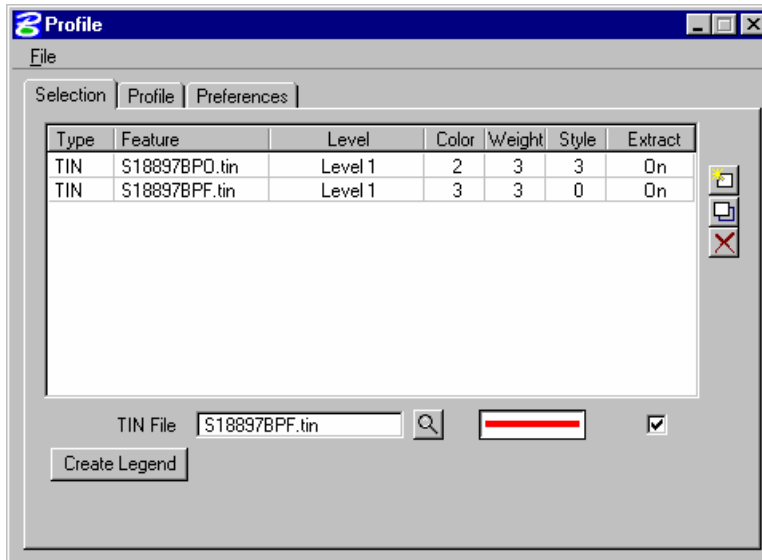 Profile
File
Selection Profile Preferences
Type Feature Level Color Weight Style Extract
TIN S18897BPO.tin Level 1 2 3 3 On
TIN S18897BPF.tin Level 1 3 3 0 On
TIN File S18897BPF.tin
Create Legend